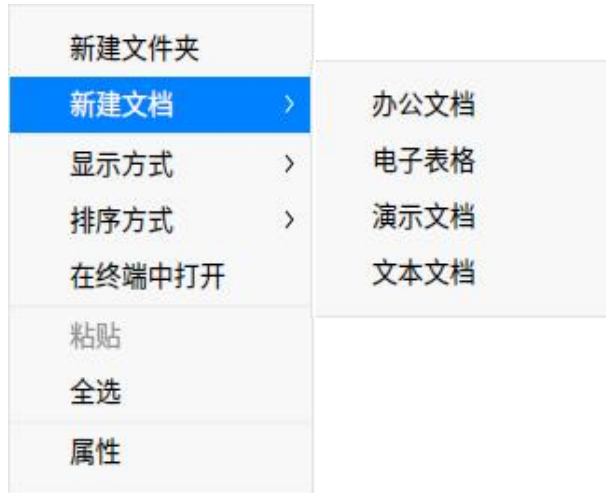 新建文件夹
新建文档
显示方式
排序方式
在终端中打开
粘贴
全选
属性
办公文档
电子表格
演示文档
文本文档